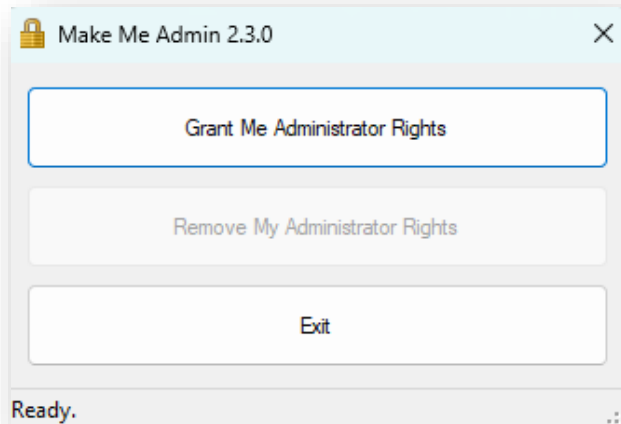 Make Me Admin 2.3.0
Grant Me Administrator Rights
Remove My Administrator Rights
Exit
Ready.